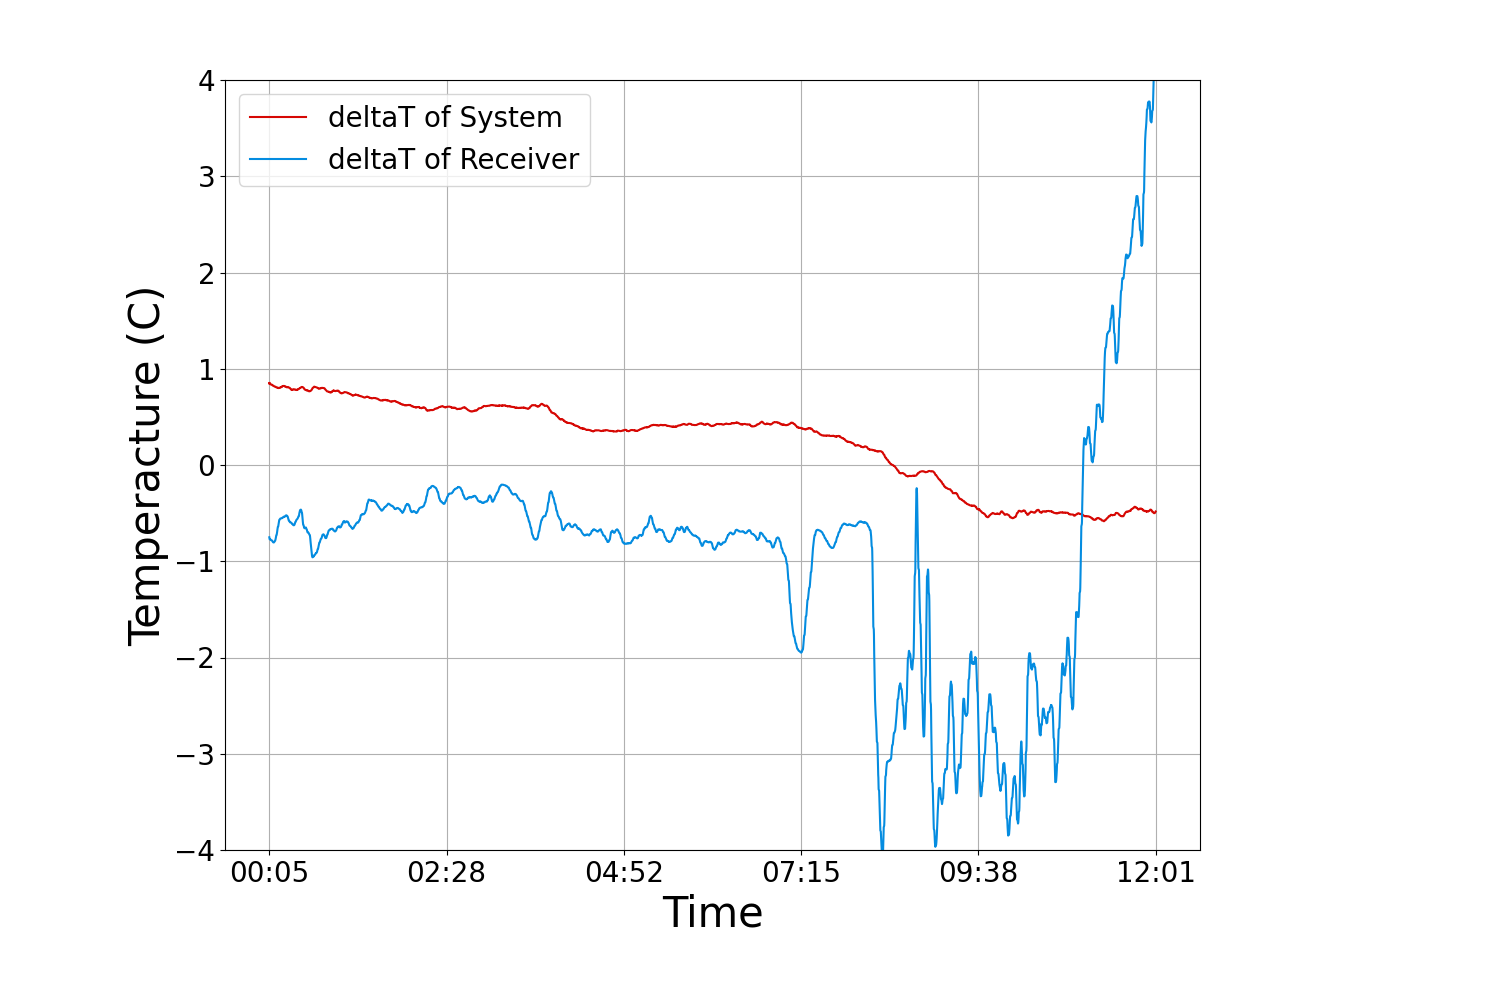 deltaT of System
deltaT of Receiver
4
3
2
1
0
−1
−2
−3
−4
Temperacture (C)
00:05 02:28 04:52 07:15 09:38 12:01
Time